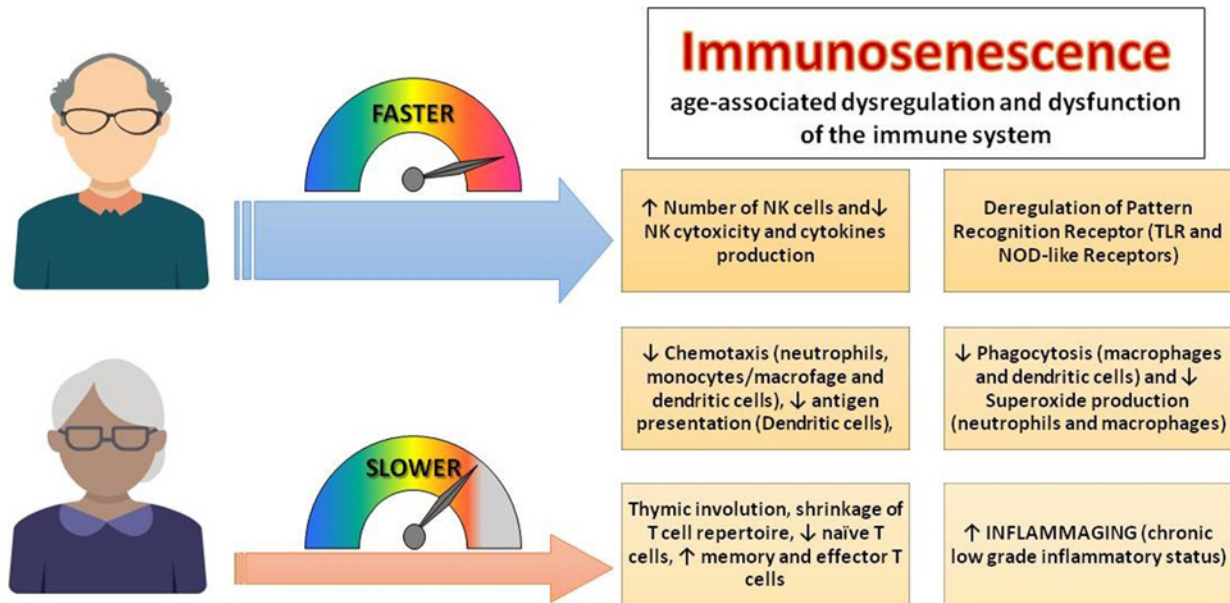 FASTER
SLOWER
Immunosenescence
age-associated dysregulation and dysfunction
of the immune system
↑ Number of NK cells and↓
NK cytoxicity and cytokines
production
Deregulation of Pattern
Recognition Receptor (TLR and
NOD-like Receptors)
↓ Chemotaxis (neutrophils,
monocytes/macrofage and
dendritic cells), ↓ antigen
presentation (Dendritic cells),
↓ Phagocytosis (macrophages
and dendritic cells) and ↓
Superoxide production
(neutrophils and macrophages)
Thymic involution, shrinkage of
T cell repertoire, ↓ naïve T
cells, ↑ memory and effector T
cells
↑ INFLAMMAGING (chronic
low grade inflammatory status)